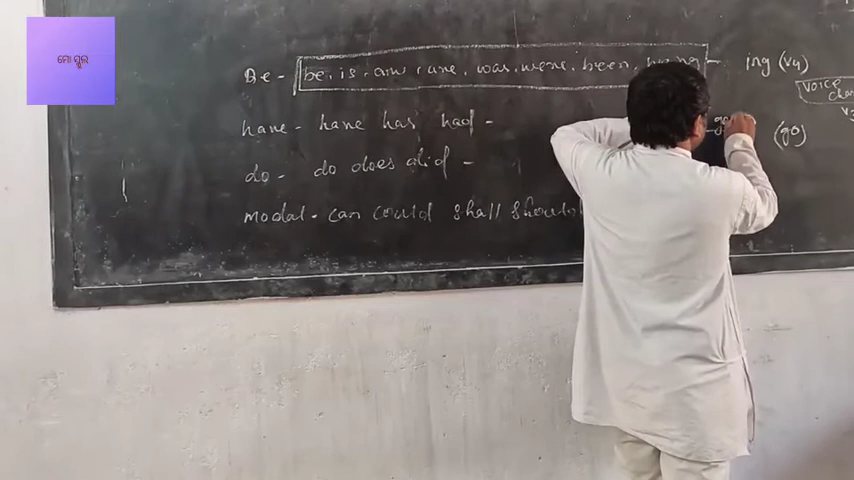 ମୋ ସ୍କୁଲ
Be - be, is, am, are, was, were, been, being - ing (v4)
voice
have - have has had -
do - do does did - (go)
modal - can could shall should